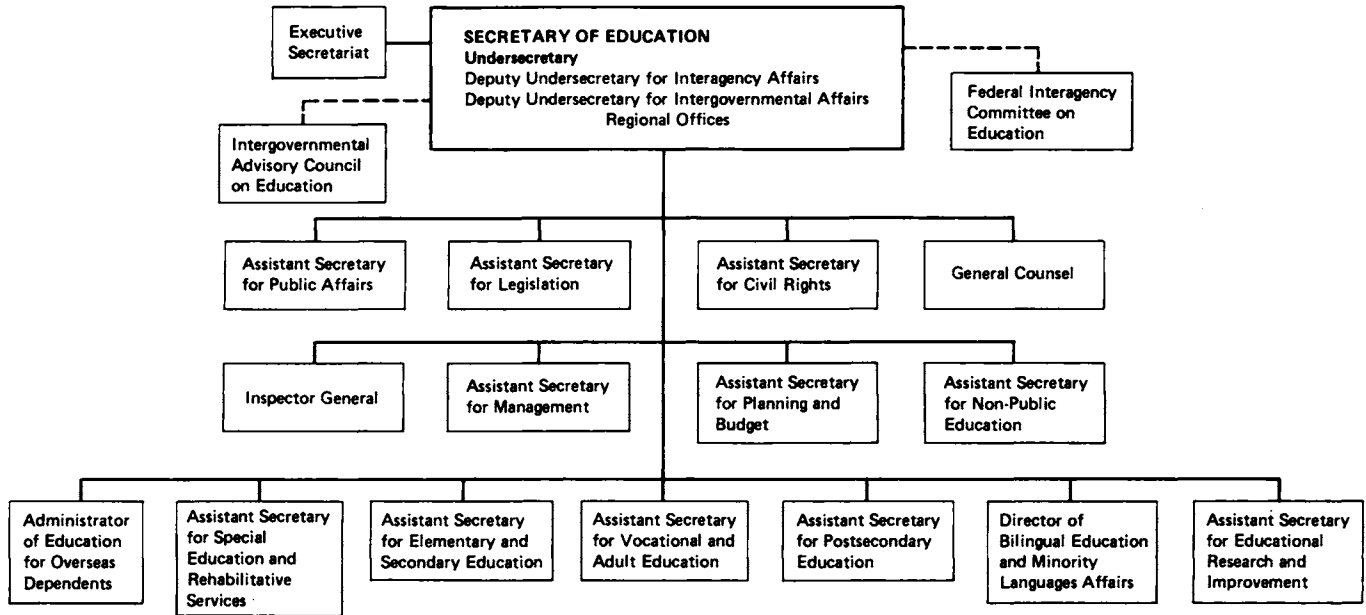 Executive
Secretariat
SECRETARY OF EDUCATION
Undersecretary
Deputy Undersecretary for Interagency Affairs
Deputy Undersecretary for Intergovernmental Affairs
Regional Offices
Federal Interagency
Committee on
Education
Intergovernmental
Advisory Council
on Education
Assistant Secretary
for Public Affairs
Assistant Secretary
for Legislation
Assistant Secretary
for Civil Rights
General Counsel
Inspector General
Assistant Secretary
for Management
Assistant Secretary
for Planning and
Budget
Assistant Secretary
for Non-Public
Education
Administrator
of Education
for Overseas
Dependents
Assistant Secretary
for Special
Education and
Rehabilitative
Services
Assistant Secretary
for Elementary and
Secondary Education
Assistant Secretary
for Vocational and
Adult Education
Assistant Secretary
for Postsecondary
Education
Director of
Bilingual Education
and Minority
Languages Affairs
Assistant Secretary
for Educational
Research and
Improvement